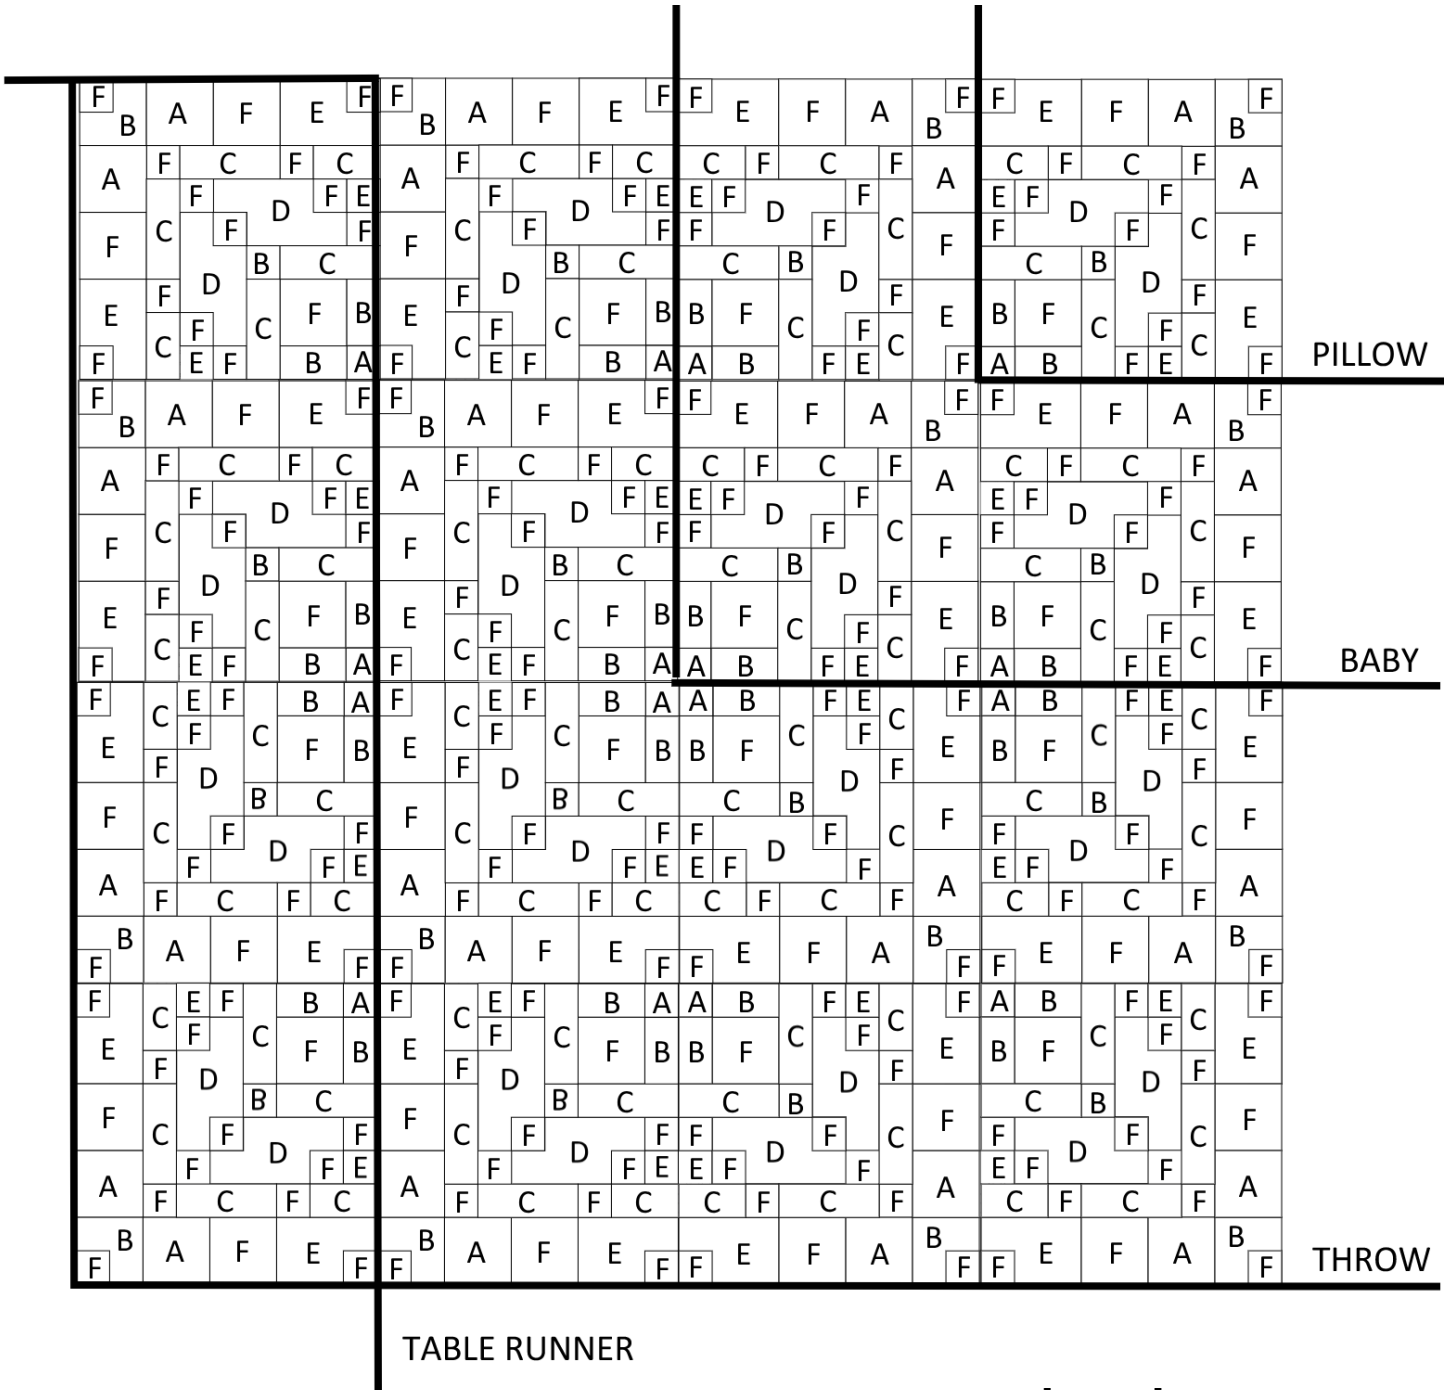 F F F F F F F F
A F E A F E E F A E F A
B B B B
F C F C F C F C C F C F C F C F
A A A A
F F E F F E E F F E F F
D D D D
C F F C F F F F C F F C
F F F F
B C B C C B C B
D D D D
F F F F
E F B E F B B F E B F E
F C F C C F C F
C C C C PILLOW
F E F B A F E F B A A B F E F A B F E F
F F F F F F F F
A F E A F E E F A E F A
B B B B
F C F C F C F C C F C F C F C F
A A A A
F F E F F E E F F E F F
D D D D
C F F C F F F F C F F C
F F F F
B C B C C B C B
D D D D
F F F F
E F B E F B B F E B F E
F C F C C F C F
C C C C BABY
F E F B A F E F B A A B F E F A B F E F
F E F B A F E F B A A B F E F A B F E F
C C C C
F C F C C F C F
E F B E F B B F E B F E
F F F F
D D D D
B C B C C B C B
F F F F
C F F C F F F F C F F C
D D D D
F F E F F E E F F E F F
A A A A
F C F C F C F C C F C F C F C F
B B B B
A F E A F E E F A E F A
F F F F F F F F
F E F B A F E F B A A B F E F A B F E F
C C C C
F C F C C F C F
E F B E F B B F E B F E
F F F F
D D D D
B C B C C B C B
F F F F
C F F C F F F F C F F C
D D D D
F F E F F E E F F E F F
A A A A
F C F C F C F C C F C F C F C F
B B B B
A F E A F E E F A E F A THROW
F F F F F F F F
TABLE RUNNER